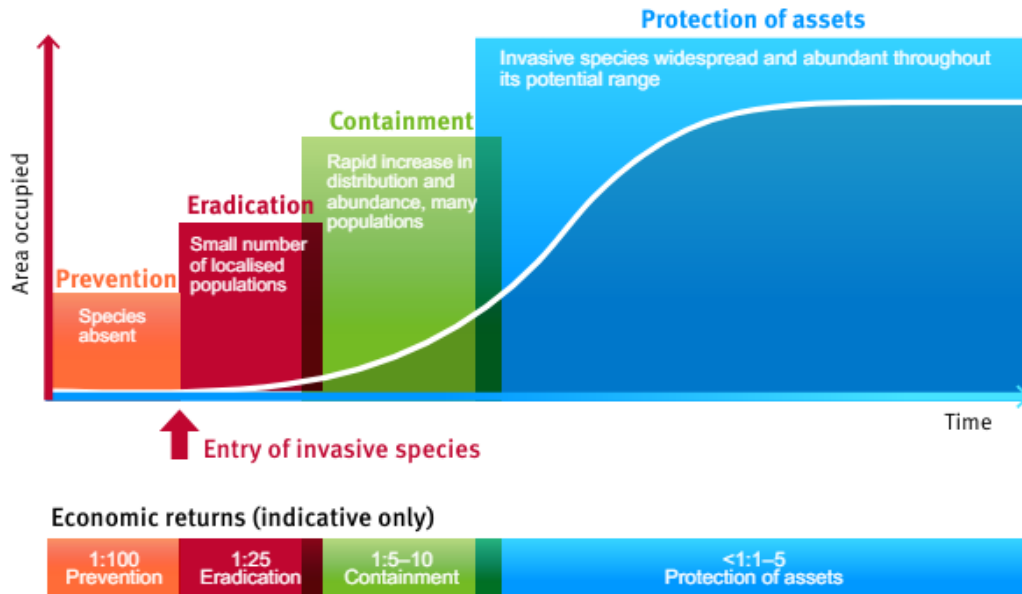 Protection of assets
Invasive species widespread and abundant throughout
its potential range
Containment
Rapid increase in
distribution and
abundance, many
populations
Eradication
Small number
of localised
populations
Prevention
Species
absent
Area occupied
Time
Entry of invasive species
Economic returns (indicative only)
1:100
Prevention
1:25
Eradication
1:5–10
Containment
<1:1–5
Protection of assets